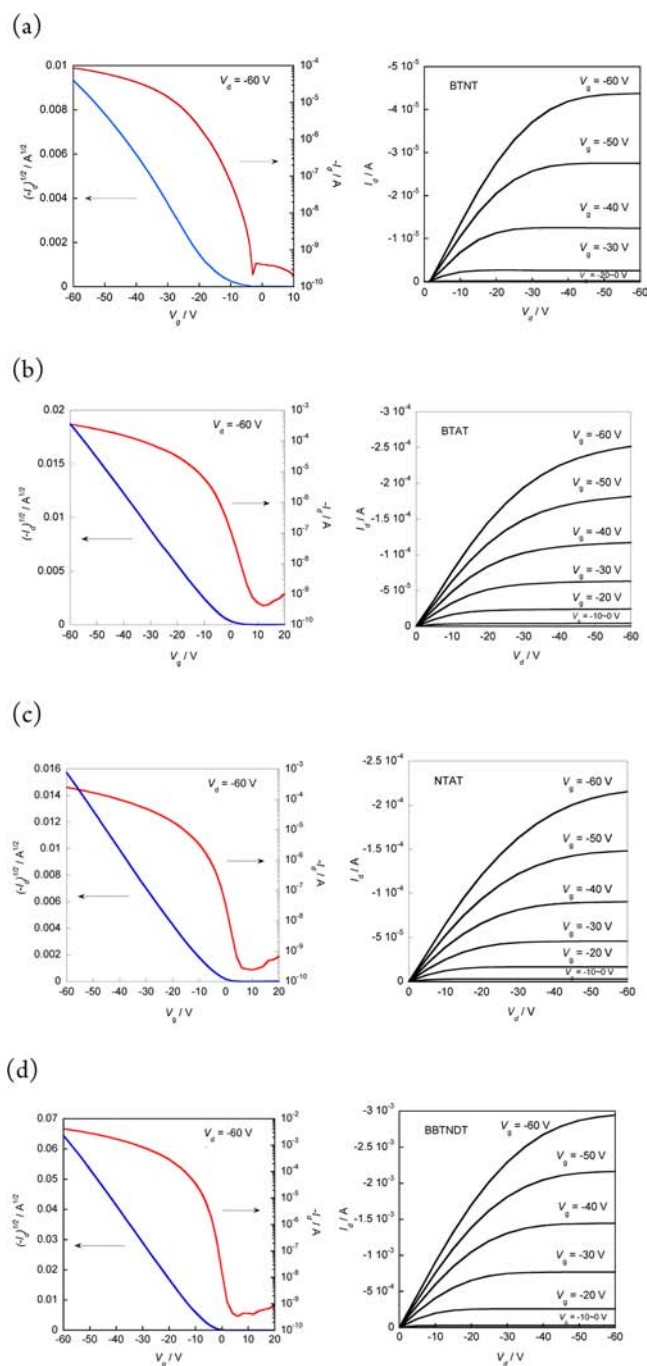 (a)
0.01
0.008
0.006
0.004
0.002
0
(-I_d)^1/2 / A^1/2
V_d = -60 V
10^-4
10^-5
10^-6
10^-7
10^-8
10^-9
10^-10
-I_d / A
-60 -50 -40 -30 -20 -10 0 10
V_g / V
-5 10^-5
-4 10^-5
-3 10^-5
-2 10^-5
-1 10^-5
0
I_d / A
BTNT
V_g = -60 V
V_g = -50 V
V_g = -40 V
V_g = -30 V
V_g = -20~0 V
0 -10 -20 -30 -40 -50 -60
V_d / V
(b)
0.02
0.015
0.01
0.005
0
(-I_d)^1/2 / A^1/2
V_d = -60 V
10^-3
10^-4
10^-5
10^-6
10^-7
10^-8
10^-9
10^-10
-I_d / A
-60 -50 -40 -30 -20 -10 0 10 20
V_g / V
-3 10^-4
-2.5 10^-4
-2 10^-4
-1.5 10^-4
-1 10^-4
-5 10^-5
0
I_d / A
BTAT
V_g = -60 V
V_g = -50 V
V_g = -40 V
V_g = -30 V
V_g = -20 V
V_g = -10~0 V
0 -10 -20 -30 -40 -50 -60
V_d / V
(c)
0.016
0.014
0.012
0.01
0.008
0.006
0.004
0.002
0
(-I_d)^1/2 / A^1/2
V_d = -60 V
10^-3
10^-4
10^-5
10^-6
10^-7
10^-8
10^-9
10^-10
-I_d / A
-60 -50 -40 -30 -20 -10 0 10 20
V_g / V
-2.5 10^-4
-2 10^-4
-1.5 10^-4
-1 10^-4
-5 10^-5
0
I_d / A
NTAT
V_g = -60 V
V_g = -50 V
V_g = -40 V
V_g = -30 V
V_g = -20 V
V_g = -10~0 V
0 -10 -20 -30 -40 -50 -60
V_d / V
(d)
0.07
0.06
0.05
0.04
0.03
0.02
0.01
0
(-I_d)^1/2 / A^1/2
V_d = -60 V
10^-2
10^-3
10^-4
10^-5
10^-6
10^-7
10^-8
10^-9
10^-10
-I_d / A
-60 -50 -40 -30 -20 -10 0 10 20
V_g / V
-3 10^-3
-2.5 10^-3
-2 10^-3
-1.5 10^-3
-1 10^-3
-5 10^-4
0
I_d / A
BBTNDT
V_g = -60 V
V_g = -50 V
V_g = -40 V
V_g = -30 V
V_g = -20 V
V_g = -10~0 V
0 -10 -20 -30 -40 -50 -60
V_d / V